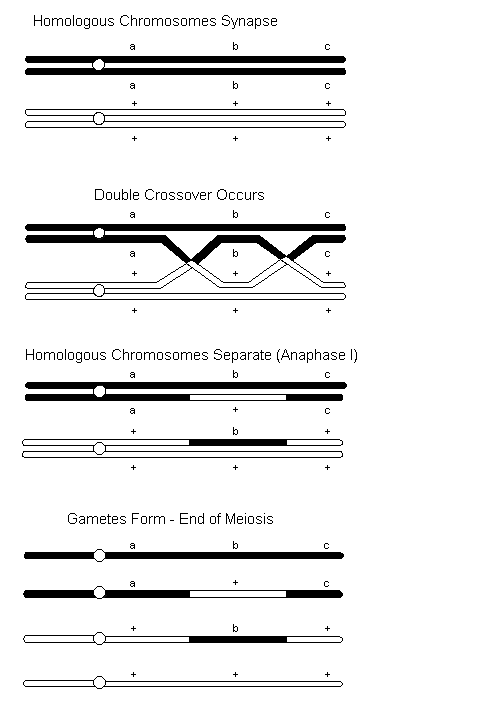 Homologous Chromosomes Synapse
a b c
a b c
+ + +
+ + +
Double Crossover Occurs
a b c
a b c
+ + +
+ + +
Homologous Chromosomes Separate (Anaphase I)
a b c
a + c
+ b +
+ + +
Gametes Form - End of Meiosis
a b c
a + c
+ b +
+ + +